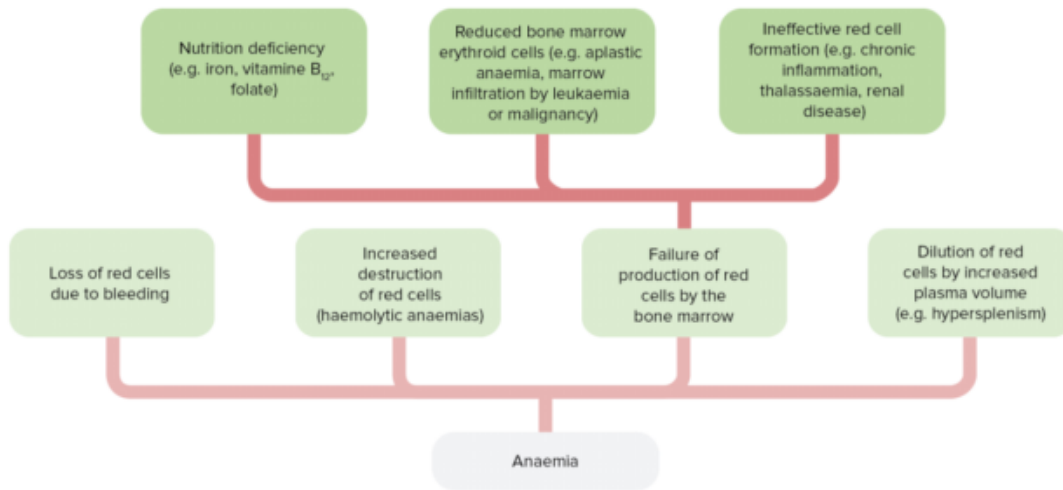 Nutrition deficiency
(e.g. iron, vitamine B₁₂,
folate)
Reduced bone marrow
erythroid cells (e.g. aplastic
anaemia, marrow
infiltration by leukaemia
or malignancy)
Ineffective red cell
formation (e.g. chronic
inflammation,
thalassaemia, renal
disease)
Loss of red cells
due to bleeding
Increased
destruction
of red cells
(haemolytic anaemias)
Failure of
production of red
cells by the
bone marrow
Dilution of red
cells by increased
plasma volume
(e.g. hypersplenism)
Anaemia